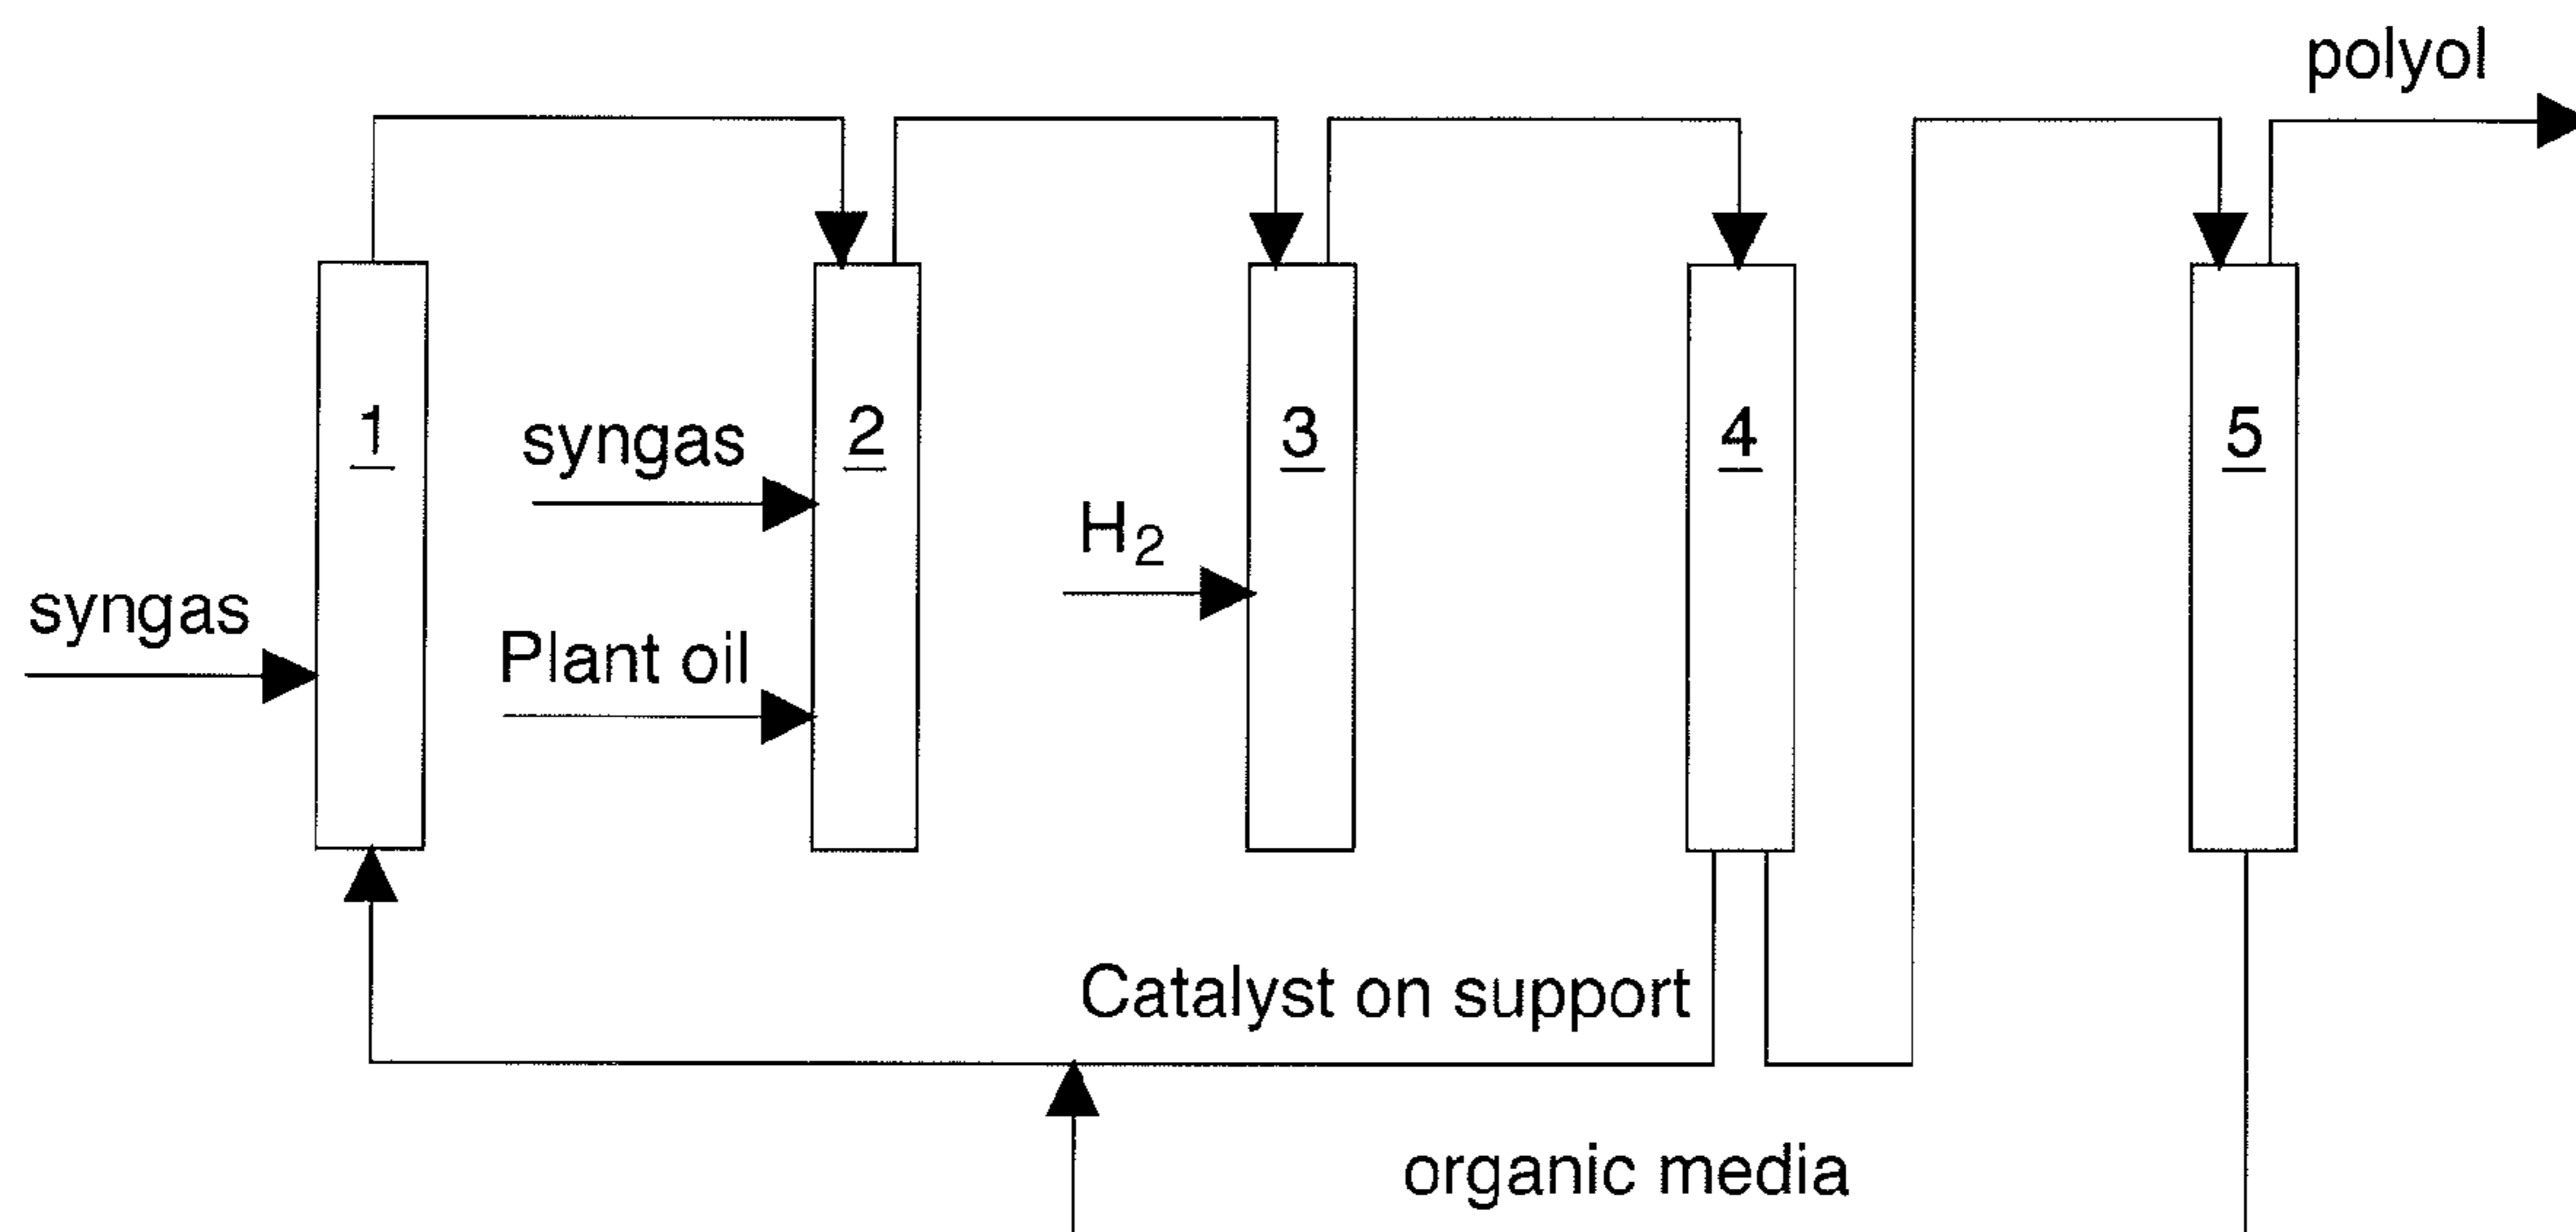 polyol
1
2
3
4
5
syngas
H2
syngas
Plant oil
Catalyst on support
organic media